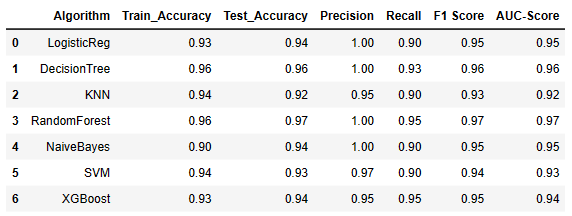 Algorithm Train_Accuracy Test_Accuracy Precision Recall F1 Score AUC-Score
0 LogisticReg 0.93 0.94 1.00 0.90 0.95 0.95
1 DecisionTree 0.96 0.96 1.00 0.93 0.96 0.96
2 KNN 0.94 0.92 0.95 0.90 0.93 0.92
3 RandomForest 0.96 0.97 1.00 0.95 0.97 0.97
4 NaiveBayes 0.90 0.94 1.00 0.90 0.95 0.95
5 SVM 0.94 0.93 0.97 0.90 0.94 0.93
6 XGBoost 0.93 0.94 0.95 0.95 0.95 0.94